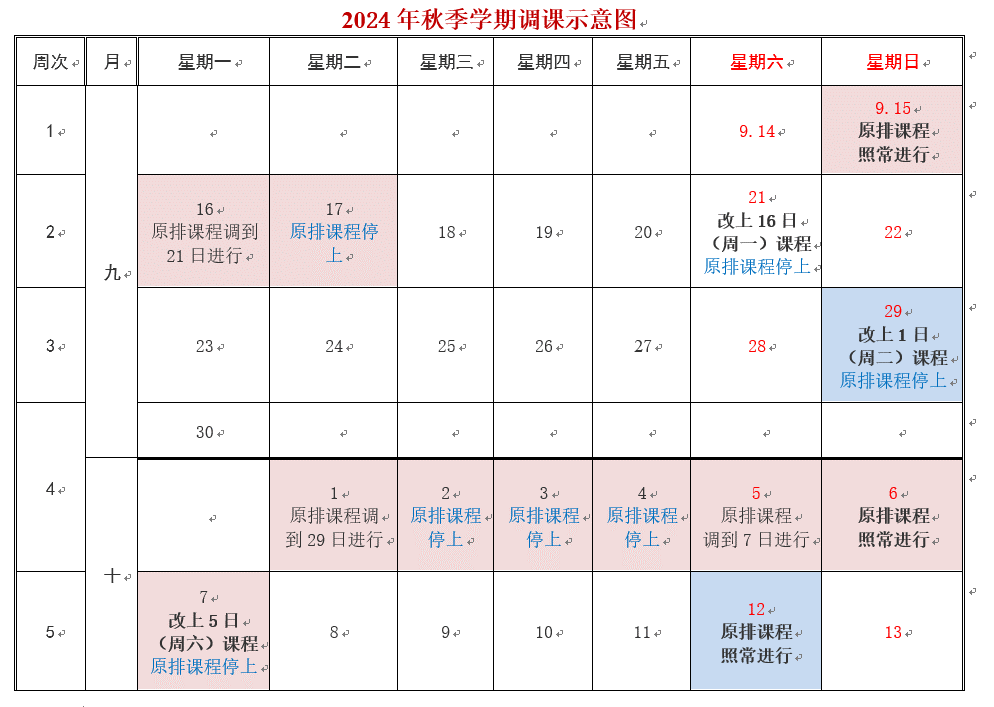 2024 年秋季学期调课示意图
周次 月 星期一 星期二 星期三 星期四 星期五 星期六 星期日
1
九
9.14
9.15
原排课程
照常进行
2
16
原排课程调到
21 日进行
17
原排课程停
上
18
19
20
21
改上 16 日
（周一）课程
原排课程停上
22
3
23
24
25
26
27
28
29
改上 1 日
（周二）课程
原排课程停上
4
30
十
1
原排课程调
到 29 日进行
2
原排课程
停上
3
原排课程
停上
4
原排课程
停上
5
原排课程
调到 7 日进行
6
原排课程
照常进行
5
7
改上 5 日
（周六）课程
原排课程停上
8
9
10
11
12
原排课程
照常进行
13